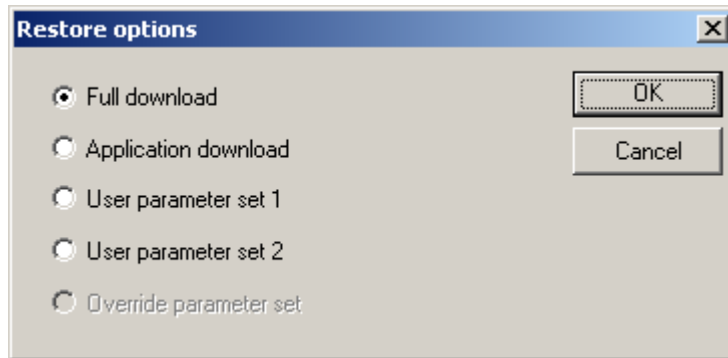 Restore options
Full download
OK
Application download
Cancel
User parameter set 1
User parameter set 2
Override parameter set